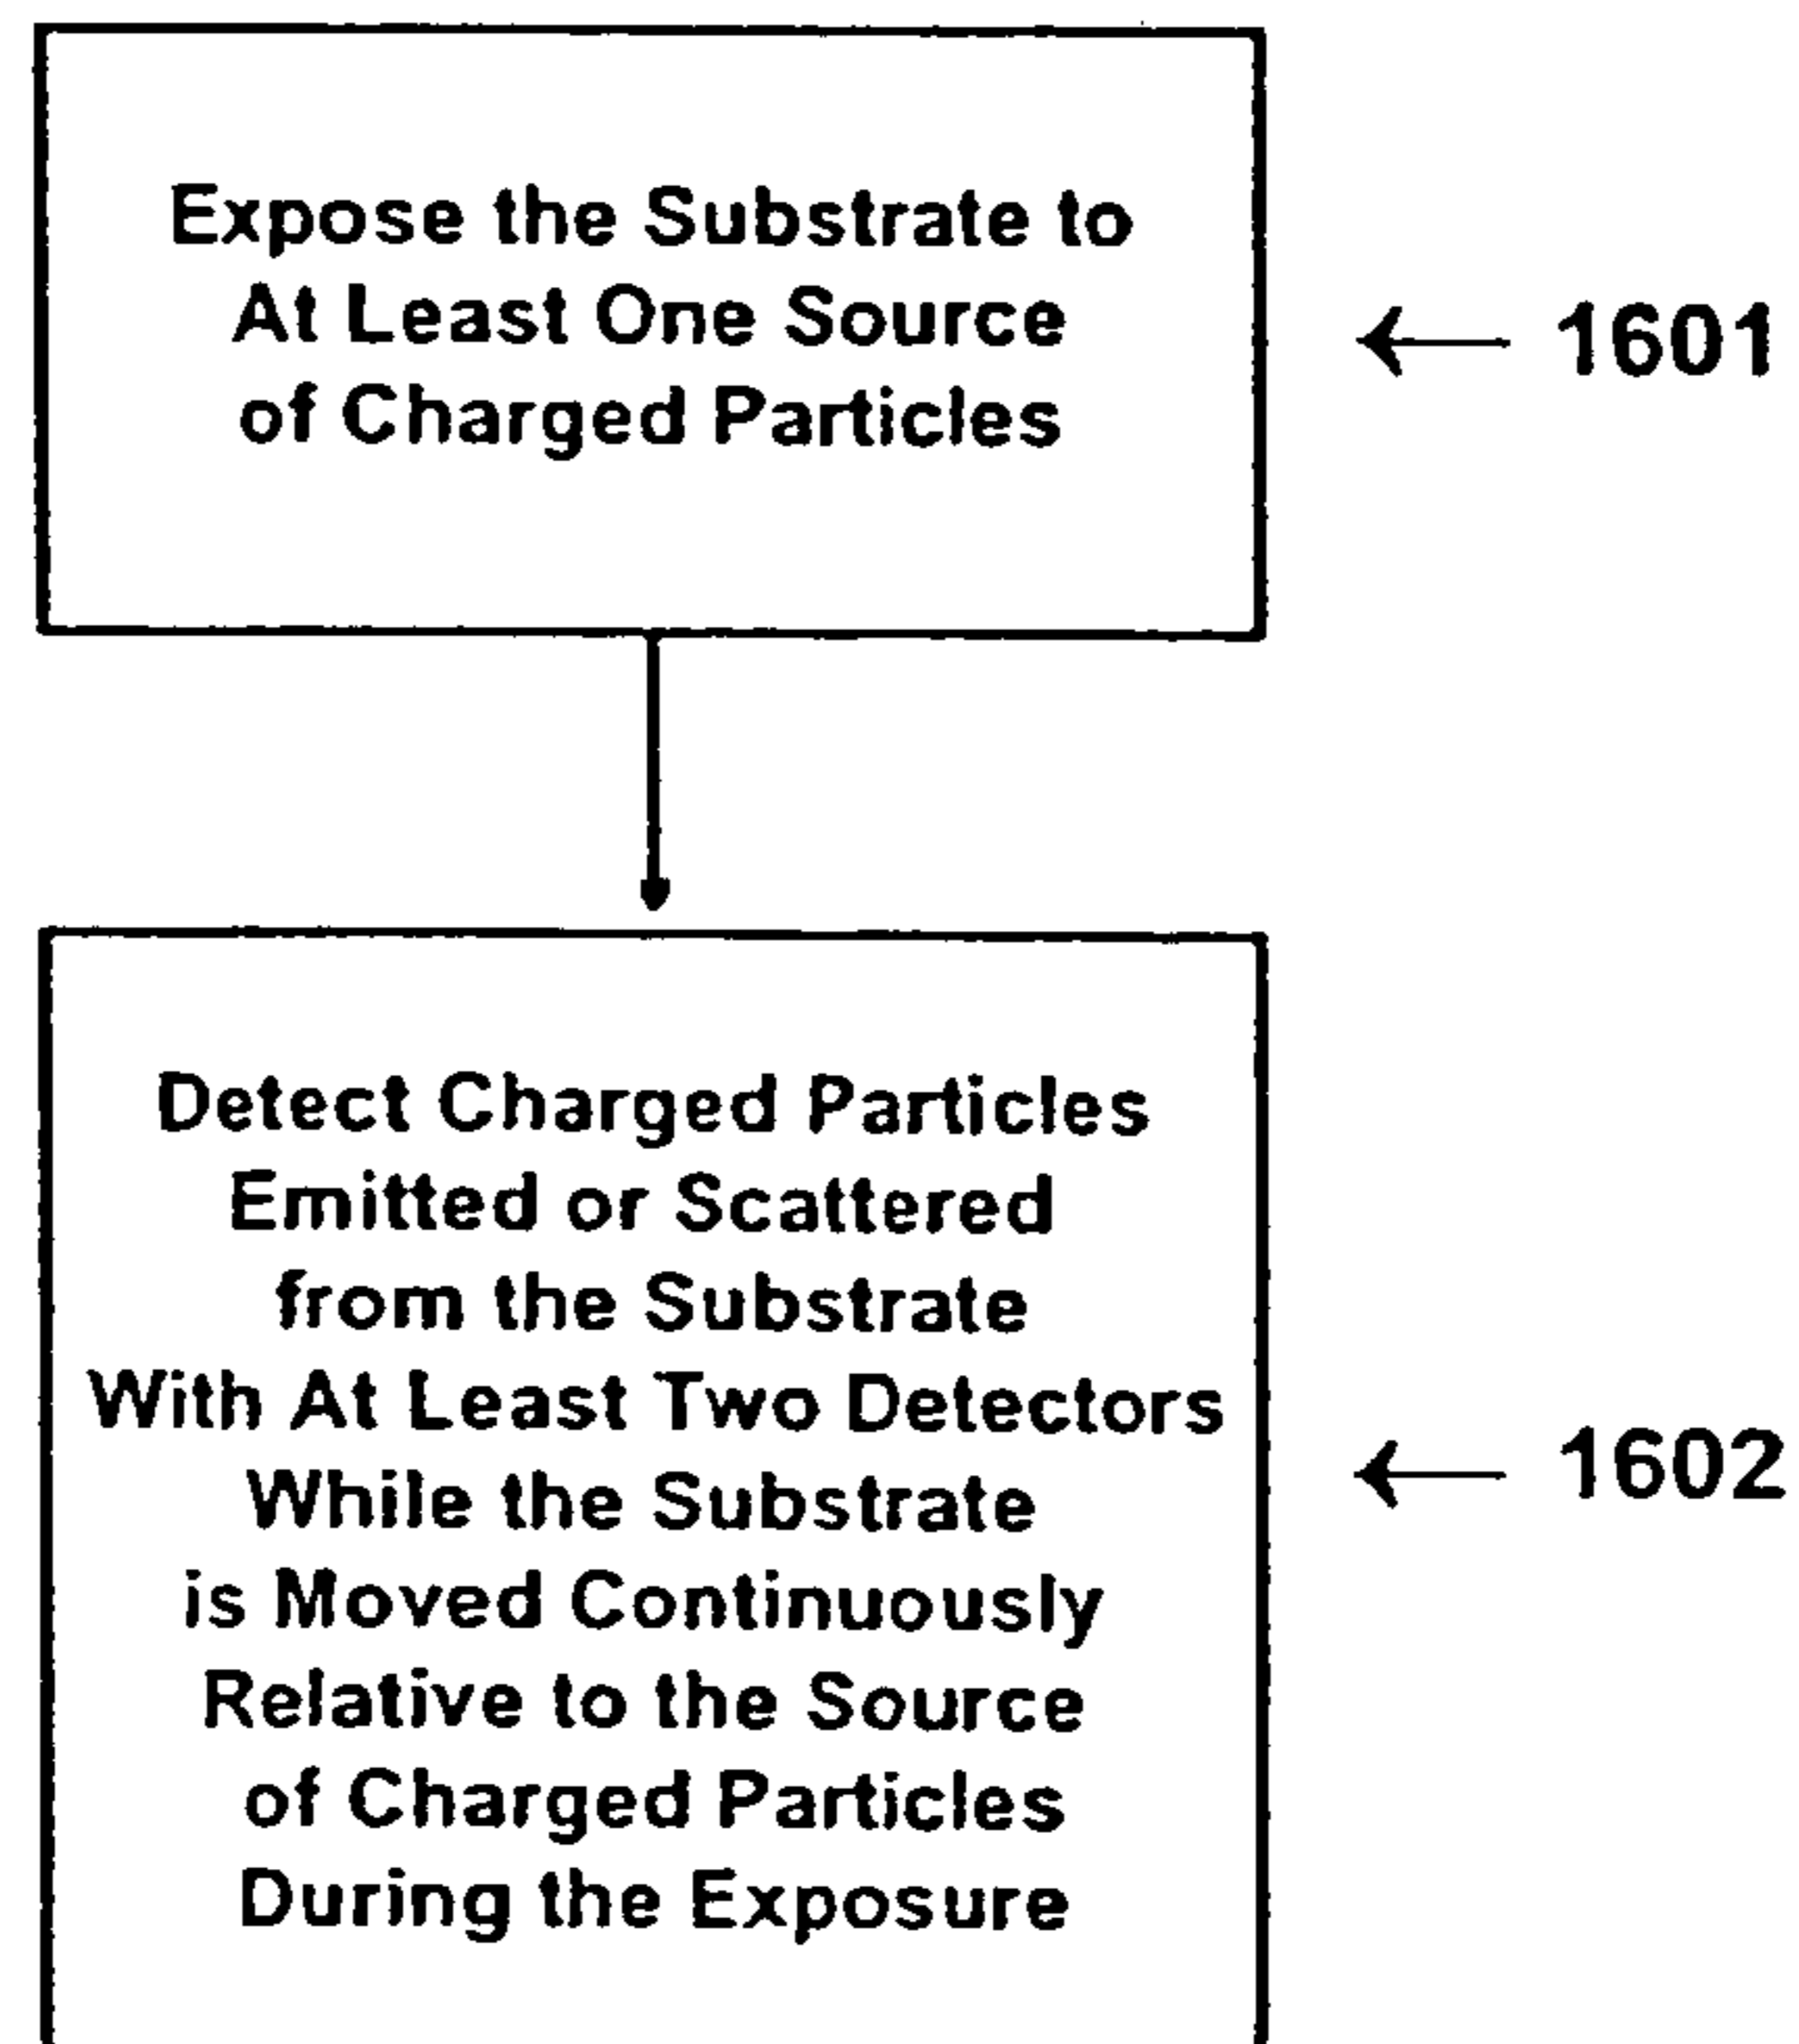 Expose the Substrate to
At Least One Source
of Charged Particles
1601
Detect Charged Particles
Emitted or Scattered
from the Substrate
With At Least Two Detectors
While the Substrate
is Moved Continuously
Relative to the Source
of Charged Particles
During the Exposure
1602